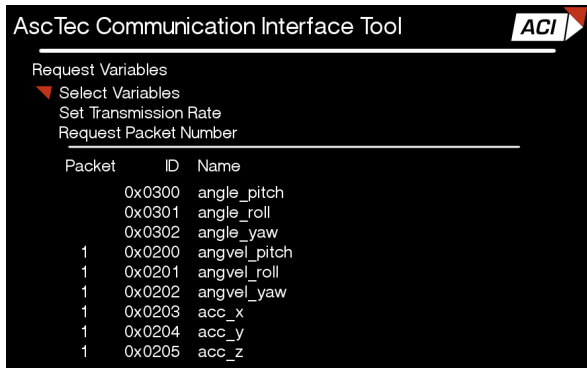 AscTec Communication Interface Tool
ACI
Request Variables
Select Variables
Set Transmission Rate
Request Packet Number
Packet ID Name
0x0300 angle_pitch
0x0301 angle_roll
0x0302 angle_yaw
1 0x0200 angvel_pitch
1 0x0201 angvel_roll
1 0x0202 angvel_yaw
1 0x0203 acc_x
1 0x0204 acc_y
1 0x0205 acc_z